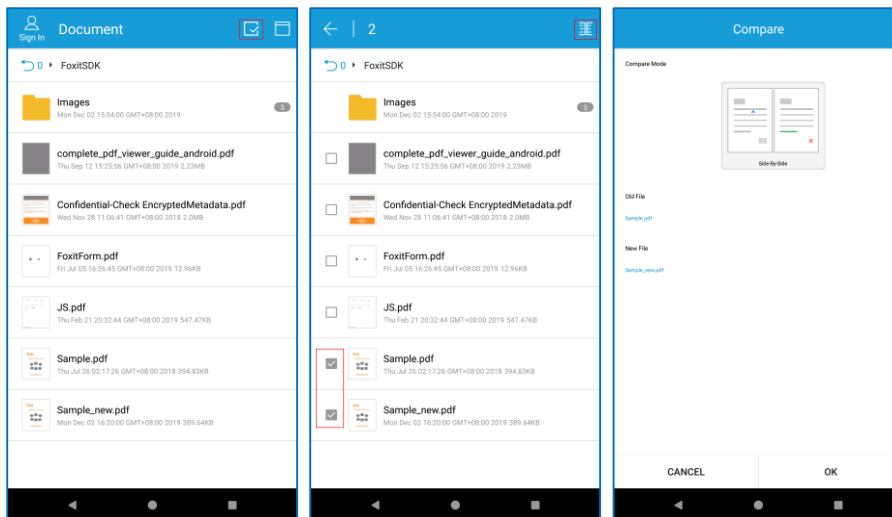 Sign In
Document
0 FoxitSDK
Images
Mon Dec 02 15:54:00 GMT+08:00 2019
3
complete_pdf_viewer_guide_android.pdf
Thu Sep 12 15:25:56 GMT+08:00 2019 2.23MB
Confidential-Check EncryptedMetadata.pdf
Wed Nov 28 11:06:41 GMT+08:00 2018 2.0MB
FoxitForm.pdf
Fri Jul 05 16:26:45 GMT+08:00 2019 12.96KB
JS.pdf
Thu Feb 21 20:32:44 GMT+08:00 2019 547.47KB
Sample.pdf
Thu Jul 26 02:17:26 GMT+08:00 2018 394.83KB
Sample_new.pdf
Mon Dec 02 16:20:00 GMT+08:00 2019 389.64KB
2
0 FoxitSDK
Images
Mon Dec 02 15:54:00 GMT+08:00 2019
3
complete_pdf_viewer_guide_android.pdf
Thu Sep 12 15:25:56 GMT+08:00 2019 2.23MB
Confidential-Check EncryptedMetadata.pdf
Wed Nov 28 11:06:41 GMT+08:00 2018 2.0MB
FoxitForm.pdf
Fri Jul 05 16:26:45 GMT+08:00 2019 12.96KB
JS.pdf
Thu Feb 21 20:32:44 GMT+08:00 2019 547.47KB
Sample.pdf
Thu Jul 26 02:17:26 GMT+08:00 2018 394.83KB
Sample_new.pdf
Mon Dec 02 16:20:00 GMT+08:00 2019 389.64KB
Compare
Compare Mode
Side-By-Side
Old File
Sample.pdf
New File
Sample_new.pdf
CANCEL
OK